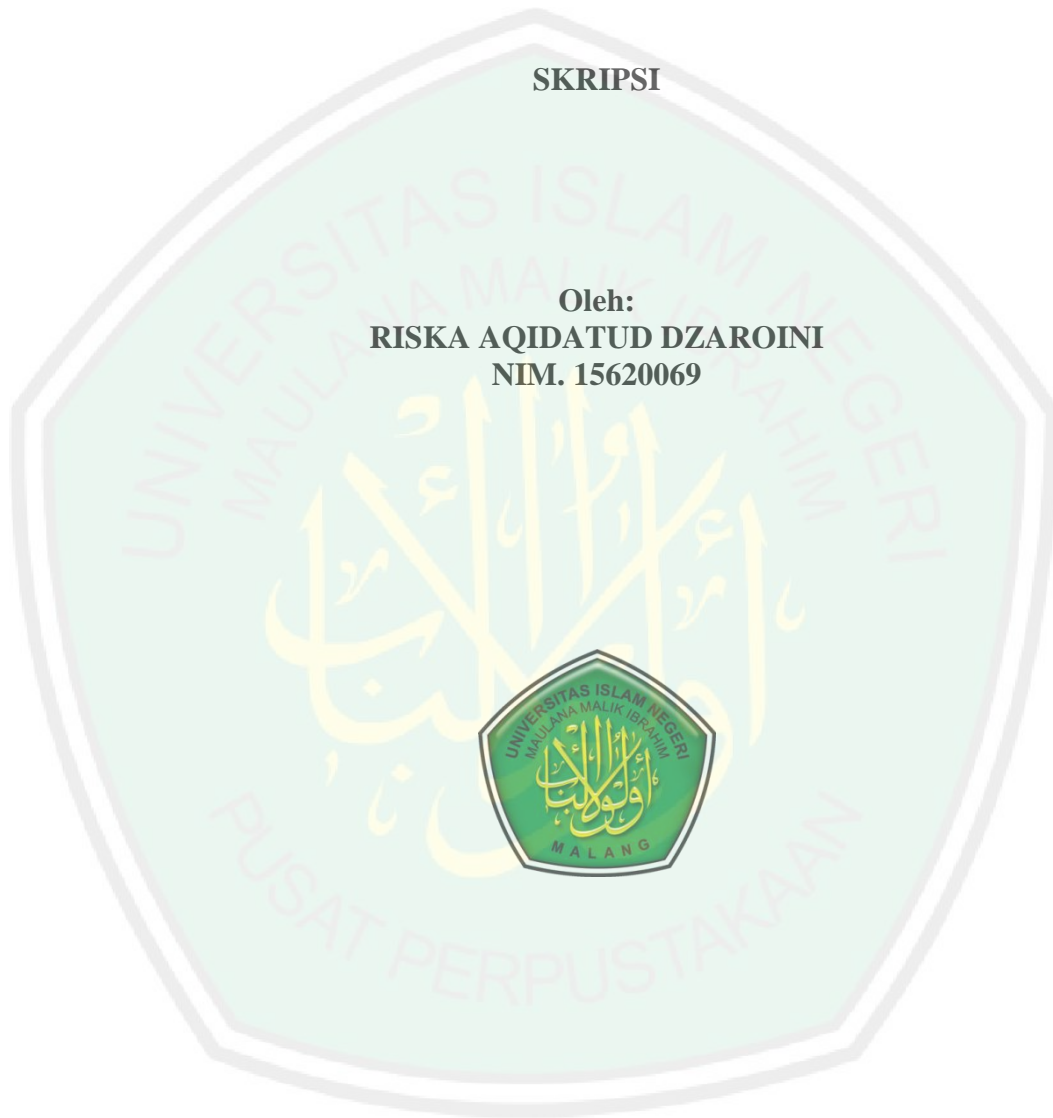 SKRIPSI
UNIVERSITAS ISLAM NEGERI
MAULANA MALIK IBRAHIM
Oleh:
RISKA AQIDATUD DZAROINI
NIM. 15620069
UNIVERSITAS ISLAM NEGERI
MAULANA MALIK IBRAHIM
MALANG
PUSAT PERPUSTAKAAN